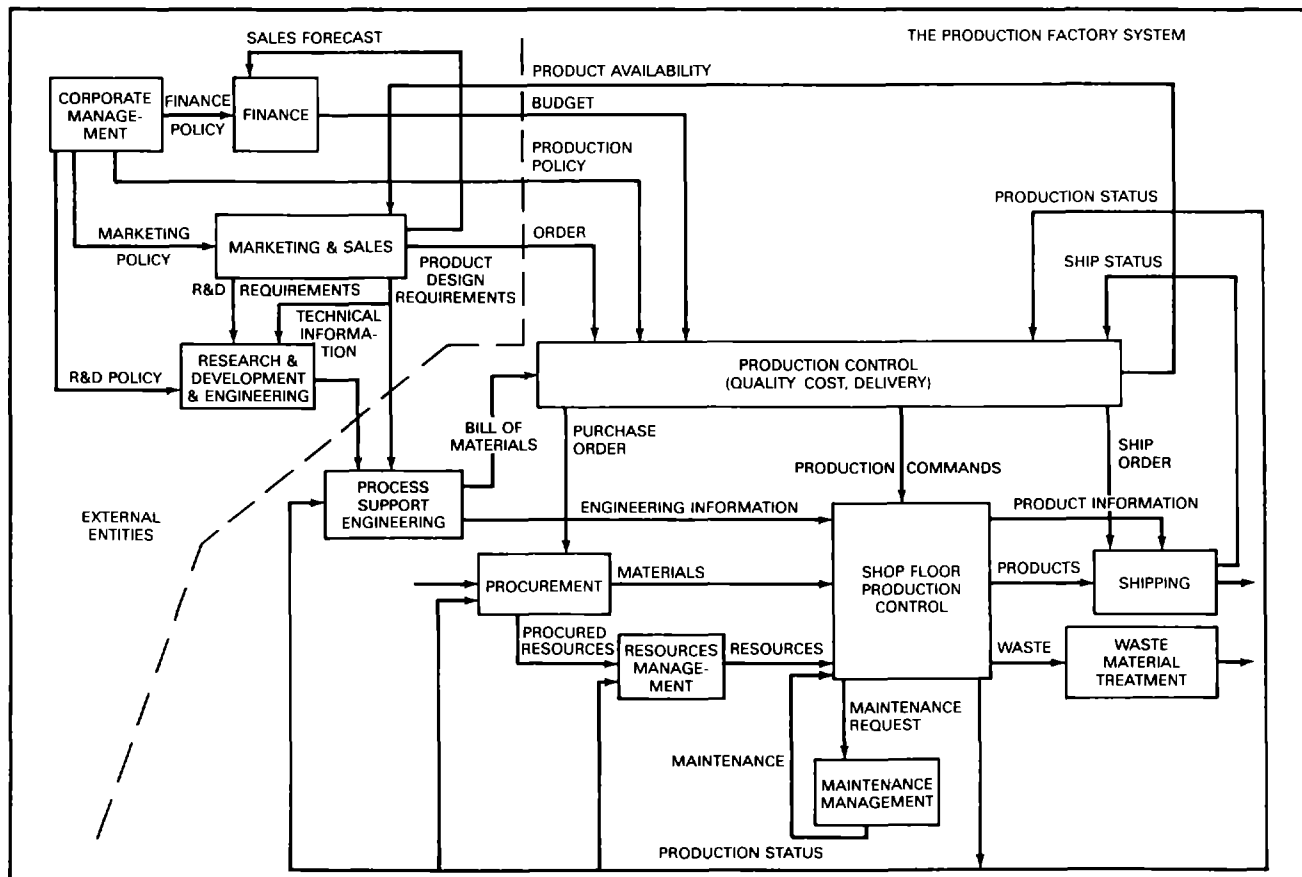 SALES FORECAST
THE PRODUCTION FACTORY SYSTEM
PRODUCT AVAILABILITY
CORPORATE
MANAGE-
MENT
FINANCE
POLICY
FINANCE
BUDGET
PRODUCTION
POLICY
PRODUCTION STATUS
MARKETING
POLICY
MARKETING & SALES
ORDER
SHIP STATUS
PRODUCT
DESIGN
REQUIREMENTS
R&D REQUIREMENTS
TECHNICAL
INFORMA-
TION
RESEARCH &
DEVELOPMENT
& ENGINEERING
R&D POLICY
PRODUCTION CONTROL
(QUALITY COST, DELIVERY)
BILL OF
MATERIALS
PURCHASE
ORDER
PRODUCTION COMMANDS
SHIP
ORDER
EXTERNAL
ENTITIES
PROCESS
SUPPORT
ENGINEERING
ENGINEERING INFORMATION
PRODUCT INFORMATION
PROCUREMENT
MATERIALS
SHOP FLOOR
PRODUCTION
CONTROL
PRODUCTS
SHIPPING
PROCURED
RESOURCES
RESOURCES
MANAGE-
MENT
RESOURCES
WASTE
WASTE
MATERIAL
TREATMENT
MAINTENANCE
REQUEST
MAINTENANCE
MAINTENANCE
MANAGEMENT
PRODUCTION STATUS